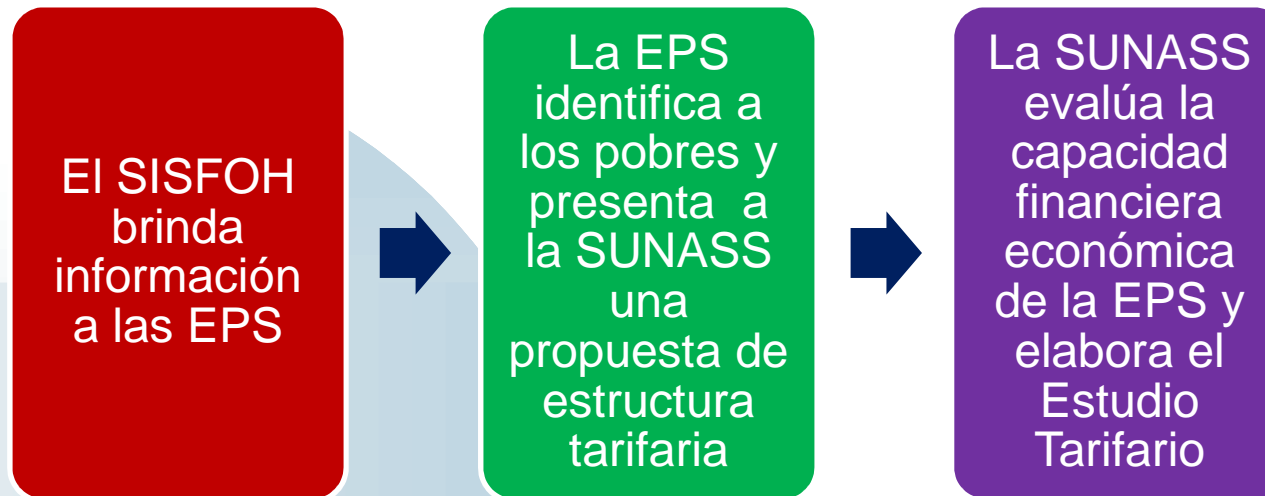 El SISFOH
brinda
información
a las EPS
La EPS
identifica a
los pobres y
presenta a
la SUNASS
una
propuesta de
estructura
tarifaria
La SUNASS
evalúa la
capacidad
financiera
económica
de la EPS y
elabora el
Estudio
Tarifario